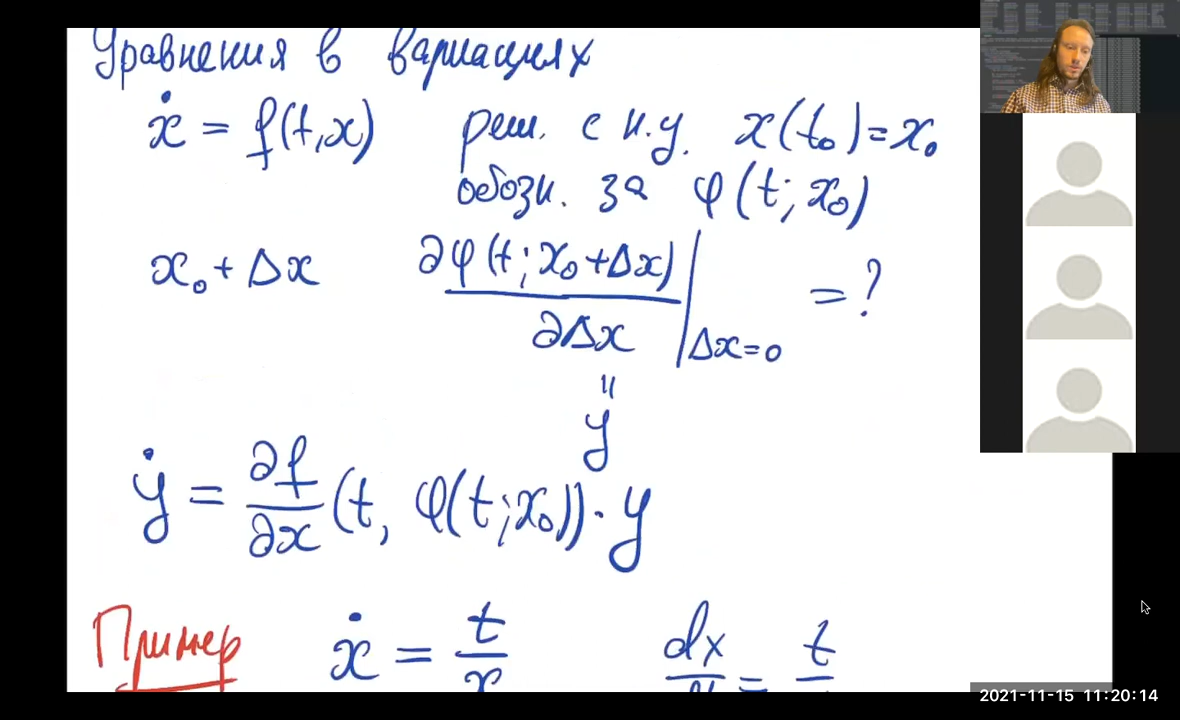 Уравнения в вариациях
ẋ = f(t,x) реш. с н.у. x(t₀)=x₀
обозн. за φ(t; x₀)
x₀ + Δx ∂φ(t; x₀+Δx)/∂Δx |Δx=0 = ?
"
y
ẏ = ∂f/∂x (t, φ(t;x₀)) · y
Пример ẋ = t/x dx/ = t/
2021-11-15 11:20:14